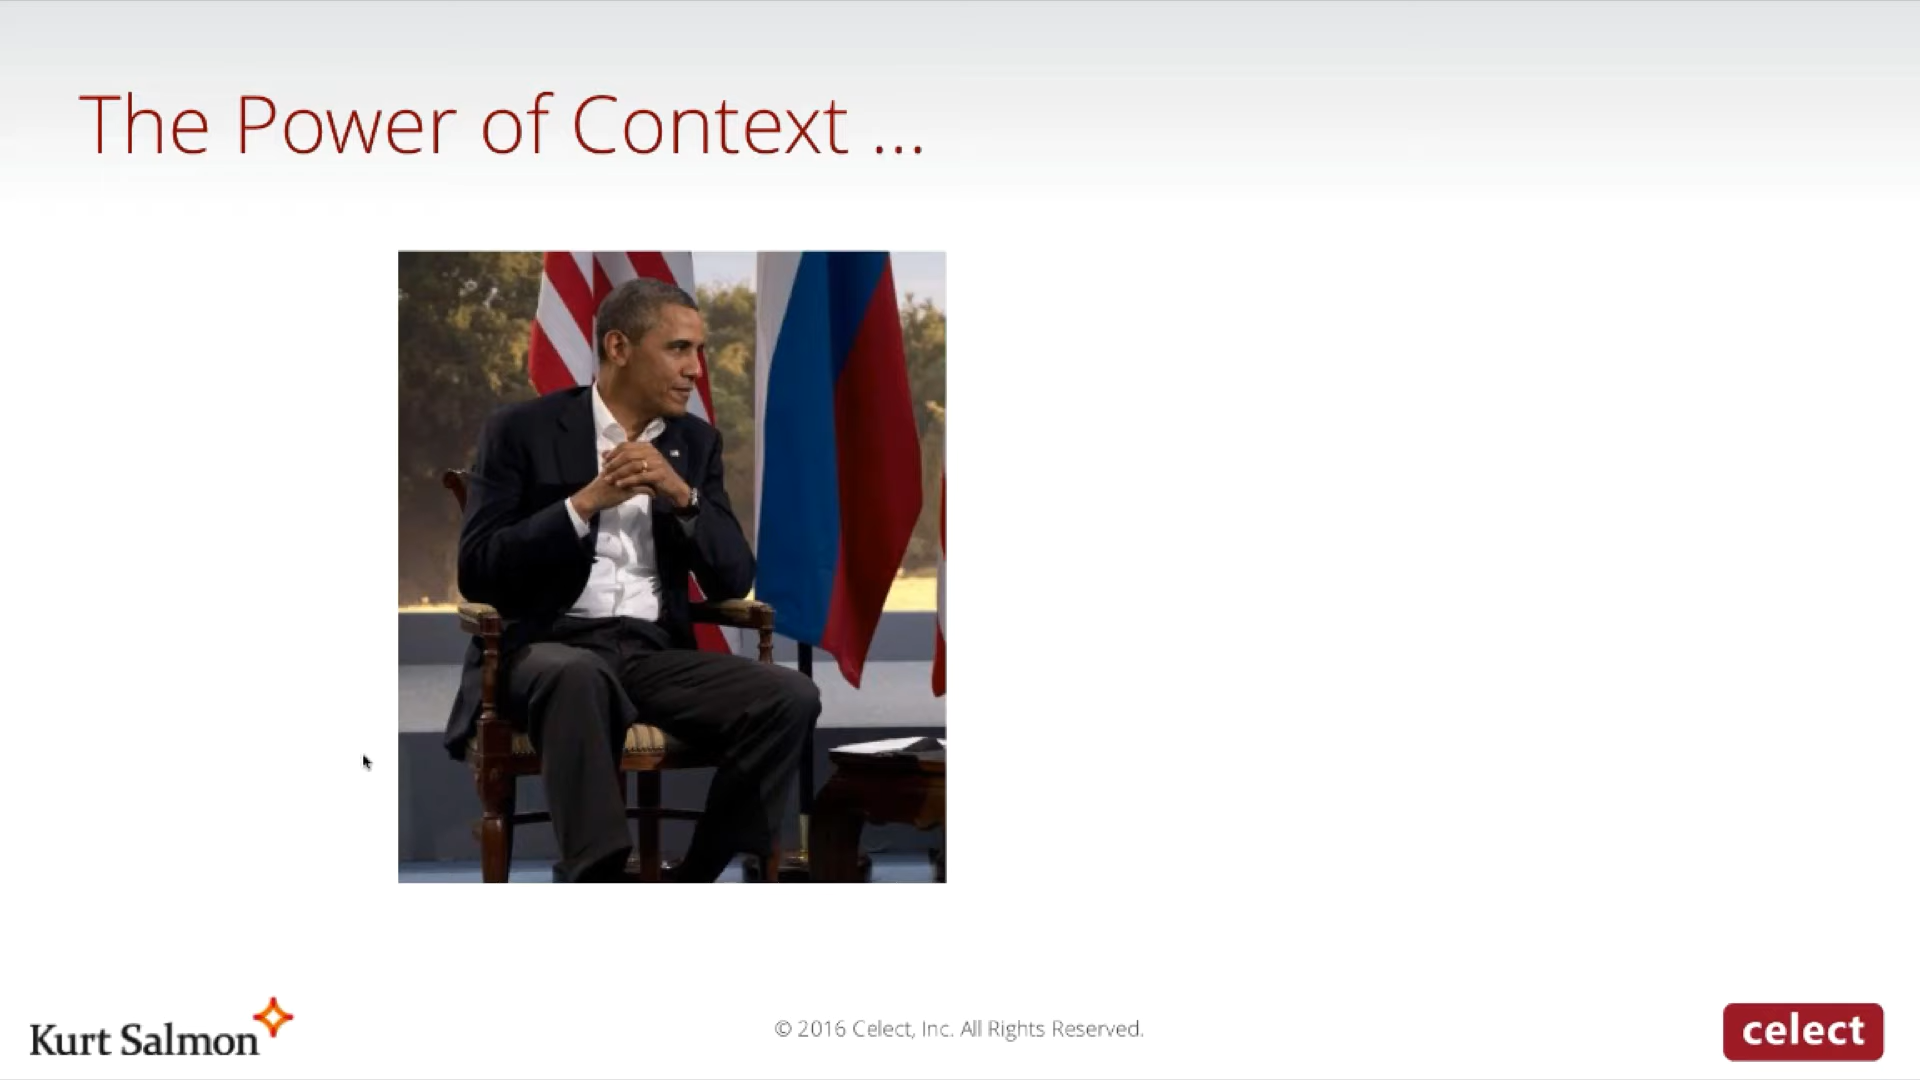 The Power of Context ...
Kurt Salmon
© 2016 Celect, Inc. All Rights Reserved.
celect